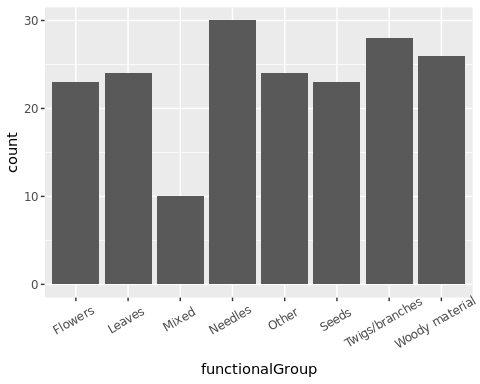 30
20
10
0
count
Flowers
Leaves
Mixed
Needles
Other
Seeds
Twigs/branches
Woody material
functionalGroup